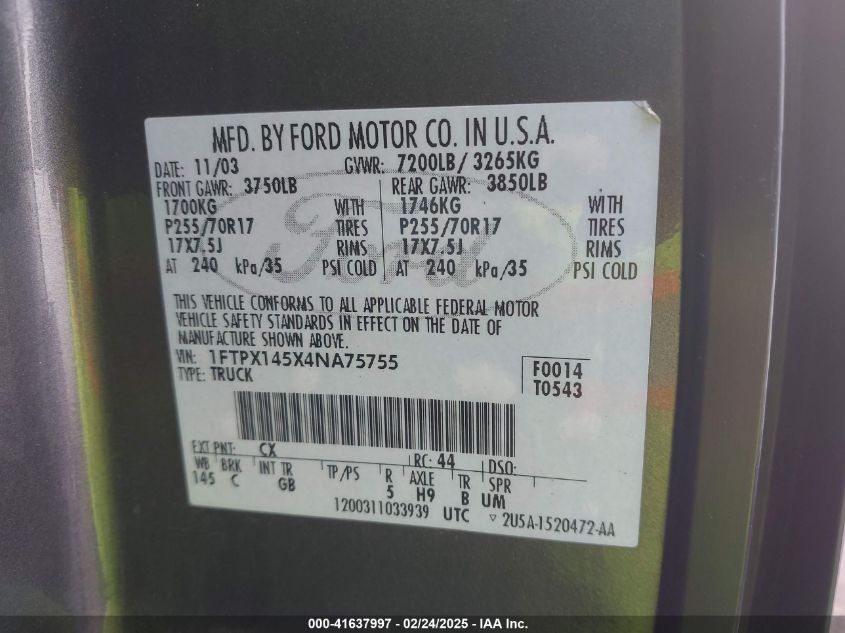 MFD. BY FORD MOTOR CO. IN U.S.A.
DATE: 11/03 GVWR: 7200LB/ 3265KG
FRONT GAWR: 3750LB REAR GAWR: 3850LB
1700KG WITH 1746KG WITH
P255/70R17 TIRES P255/70R17 TIRES
17X7.5J RIMS 17X7.5J RIMS
AT 240 kPa/35 PSI COLD AT 240 kPa/35 PSI COLD
Ford
THIS VEHICLE CONFORMS TO ALL APPLICABLE FEDERAL MOTOR
VEHICLE SAFETY STANDARDS IN EFFECT ON THE DATE OF
MANUFACTURE SHOWN ABOVE.
VIN: 1FTPX145X4NA75755 F0014
TYPE: TRUCK T0543
EXT PNT: CX RC: 44 DSO:
WB BRK INT TR TP/PS R AXLE TR SPR
145 C GB 5 H9 B UM
1200311033939 UTC ▽ 2U5A-1520472-AA
000-41637997 - 02/24/2025 - IAA Inc.